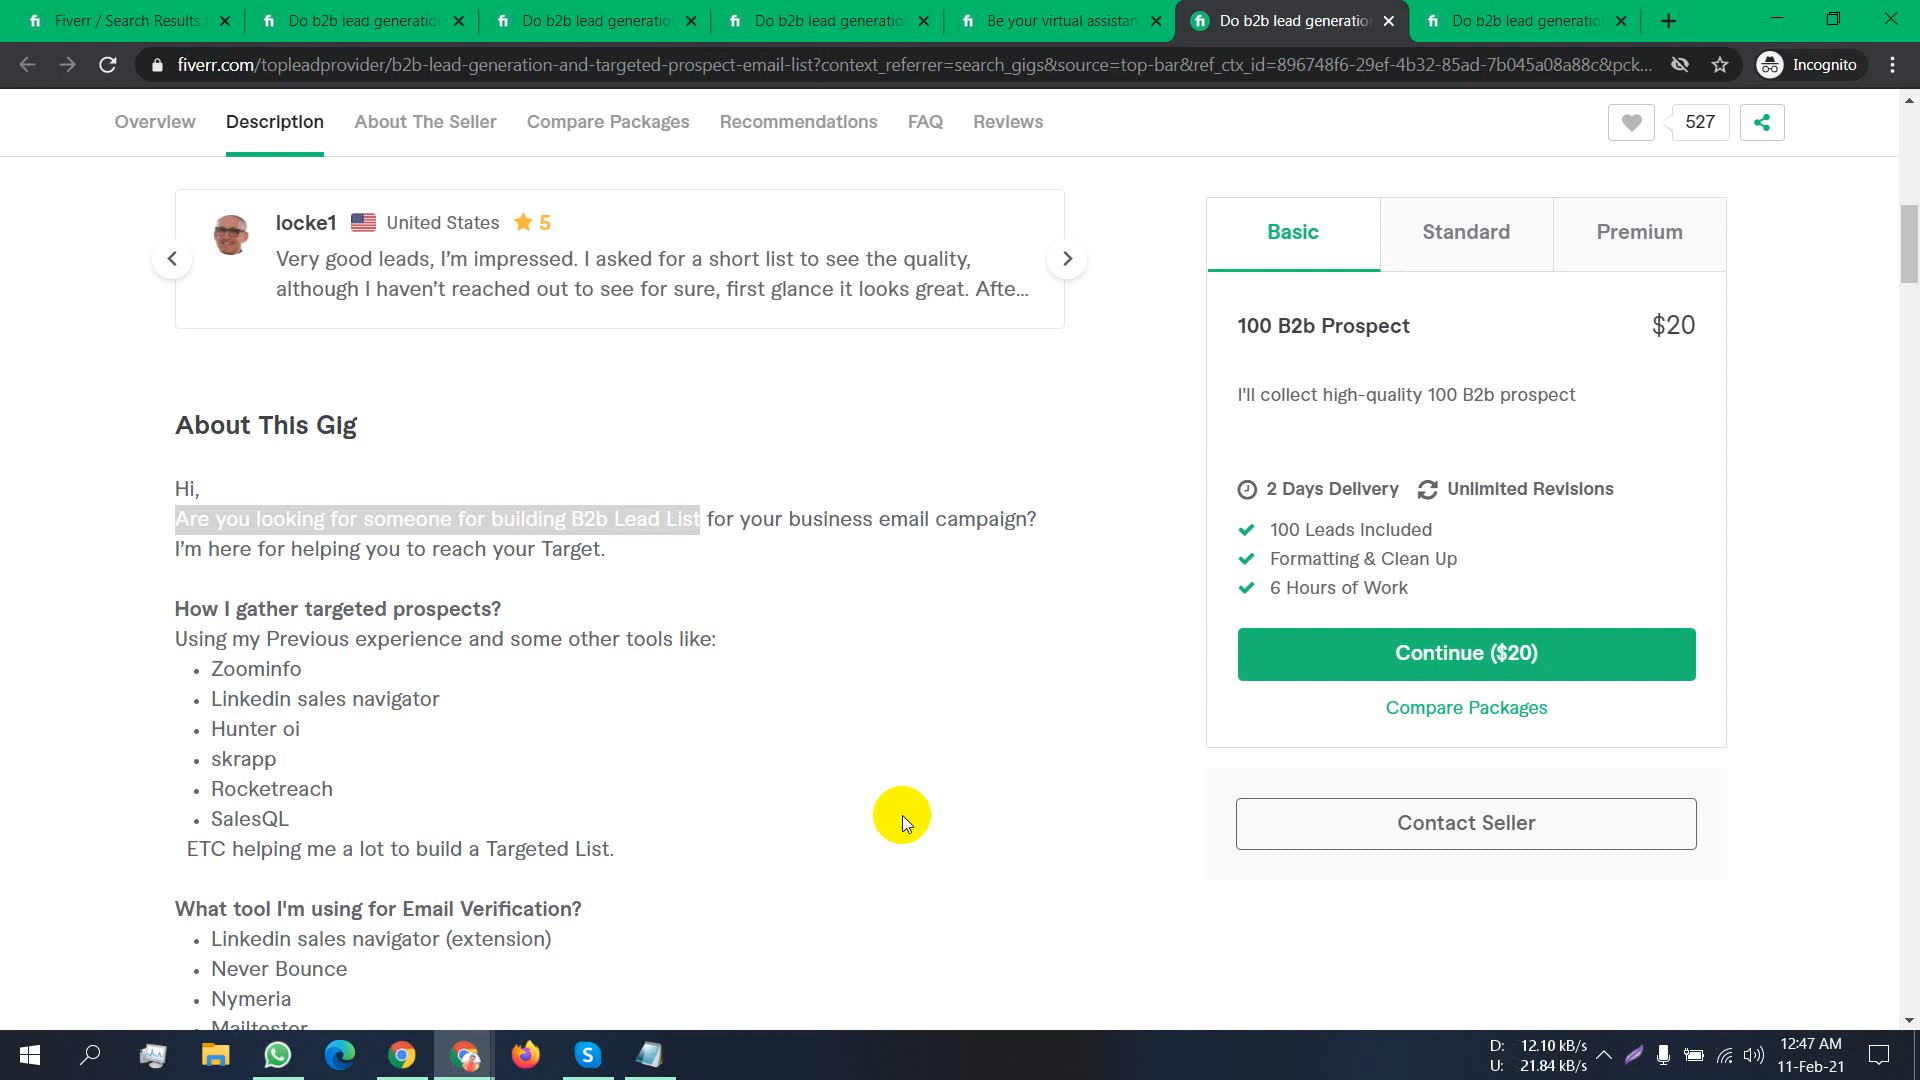 Fiverr / Search Results
Do b2b lead generation
Do b2b lead generation
Do b2b lead generation
Be your virtual assistan
Do b2b lead generatio
Do b2b lead generatio
fiverr.com/topleadprovider/b2b-lead-generation-and-targeted-prospect-email-list?context_referrer=search_gigs&source=top-bar&ref_ctx_id=896748f6-29ef-4b32-85ad-7b045a08a88c&pck...
Incognito
Overview
Description
About The Seller
Compare Packages
Recommendations
FAQ
Reviews
527
locke1
United States
5
Very good leads, I'm impressed. I asked for a short list to see the quality,
although I haven't reached out to see for sure, first glance it looks great. Afte...
About This Gig
Hi,
Are you looking for someone for building B2b Lead List for your business email campaign?
I'm here for helping you to reach your Target.
How I gather targeted prospects?
Using my Previous experience and some other tools like:
• Zoominfo
• Linkedin sales navigator
• Hunter oi
• skrapp
• Rocketreach
• SalesQL
ETC helping me a lot to build a Targeted List.
What tool I'm using for Email Verification?
• Linkedin sales navigator (extension)
• Never Bounce
• Nymeria
• Mailtester
Basic
Standard
Premium
100 B2b Prospect
$20
I'll collect high-quality 100 B2b prospect
2 Days Delivery
Unlimited Revisions
100 Leads Included
Formatting & Clean Up
6 Hours of Work
Continue ($20)
Compare Packages
Contact Seller
D: 12.10 kB/s
U: 21.84 kB/s
12:47 AM
11-Feb-21